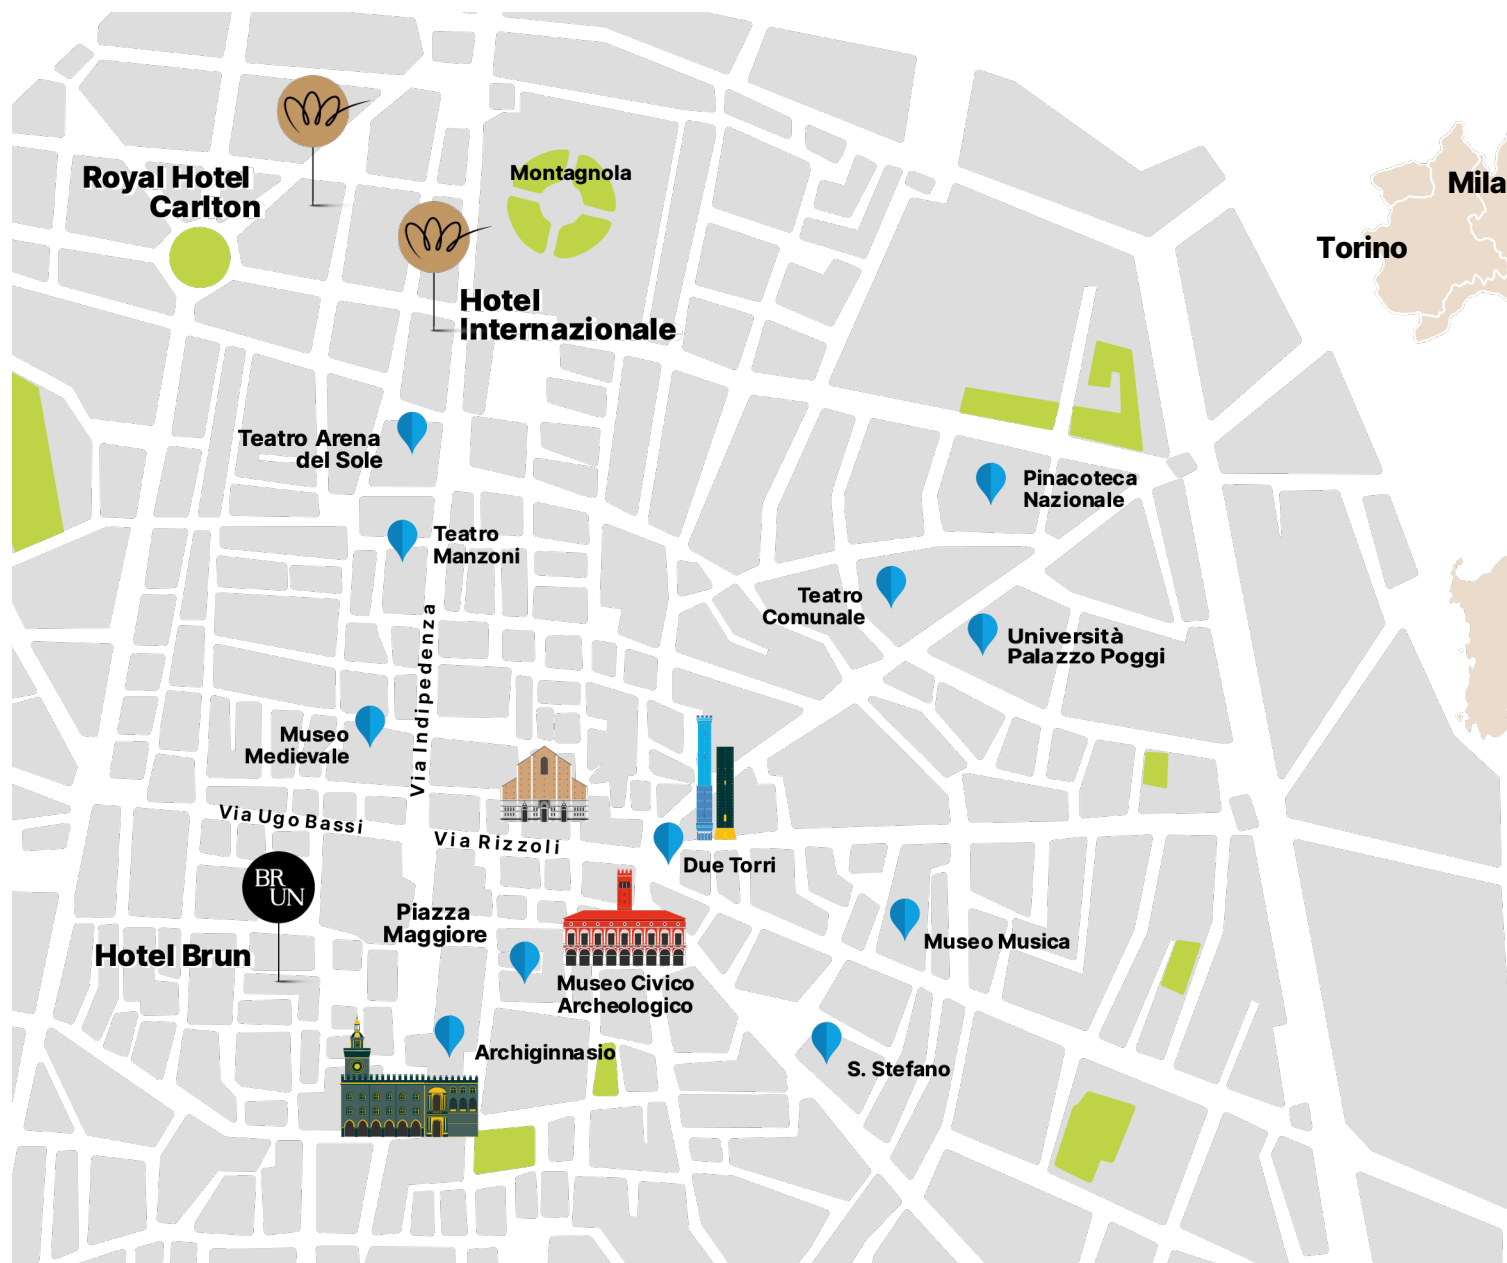 Royal Hotel
Carlton
Montagnola
Mila
Torino
Hotel
Internazionale
Teatro Arena
del Sole
Pinacoteca
Nazionale
Teatro
Manzoni
Teatro
Comunale
Università
Palazzo Poggi
Via Indipedenza
Museo
Medievale
Via Ugo Bassi
Via Rizzoli
Due Torri
BR
UN
Hotel Brun
Piazza
Maggiore
Museo Musica
Museo Civico
Archeologico
Archiginnasio
S. Stefano